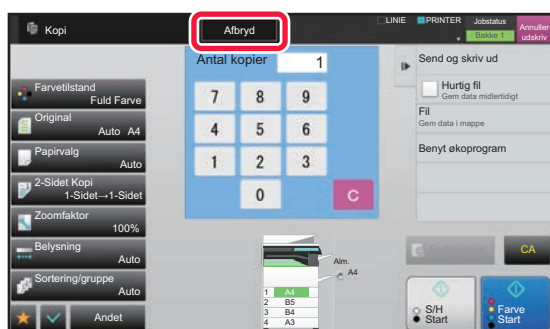 Kopi
Afbryd
LINIE
PRINTER
Jobstatus
Bakke 1
Annuller
udskriv
Antal kopier
1
7 8 9
4 5 6
1 2 3
0 C
Farvetilstand
Fuld Farve
Original
Auto A4
Papirvalg
Auto
2-Sidet Kopi
1-Sidet→1-Sidet
Zoomfaktor
100%
Belysning
Auto
Sortering/gruppe
Auto
Andet
Alm.
A4
1 A4
2 B5
3 B4
4 A3
Send og skriv ud
Hurtig fil
Gem data midlertidigt
Fil
Gem data i mappe
Benyt økoprogram
CA
S/H
Start
Farve
Start